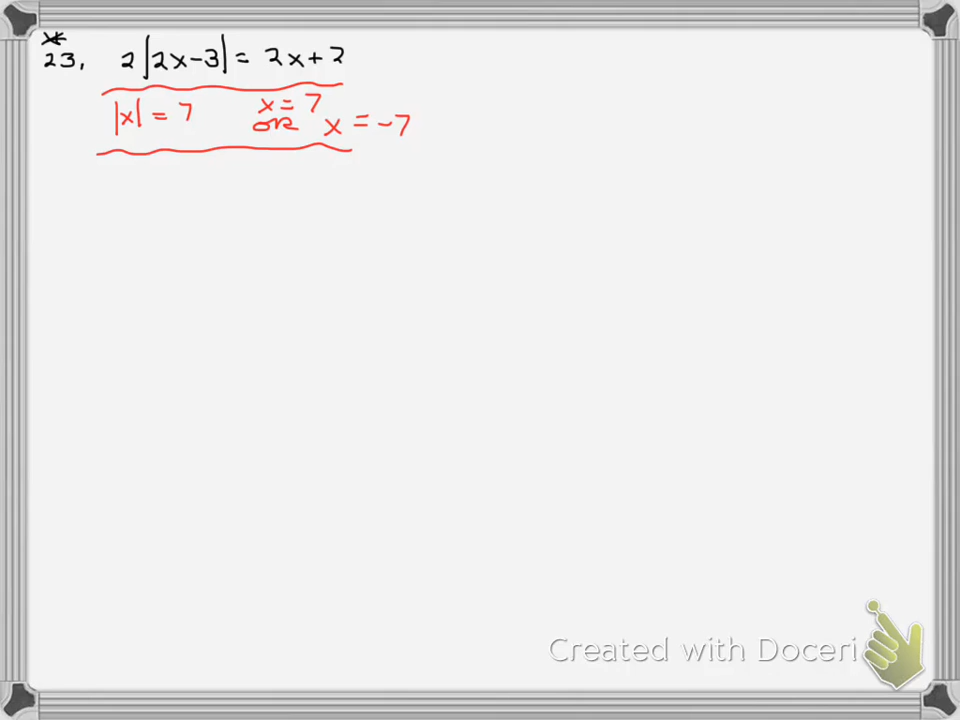 23, 2|2x-3| = 2x+2
|x| = 7 x = 7
or x = -7
Created with Doceri